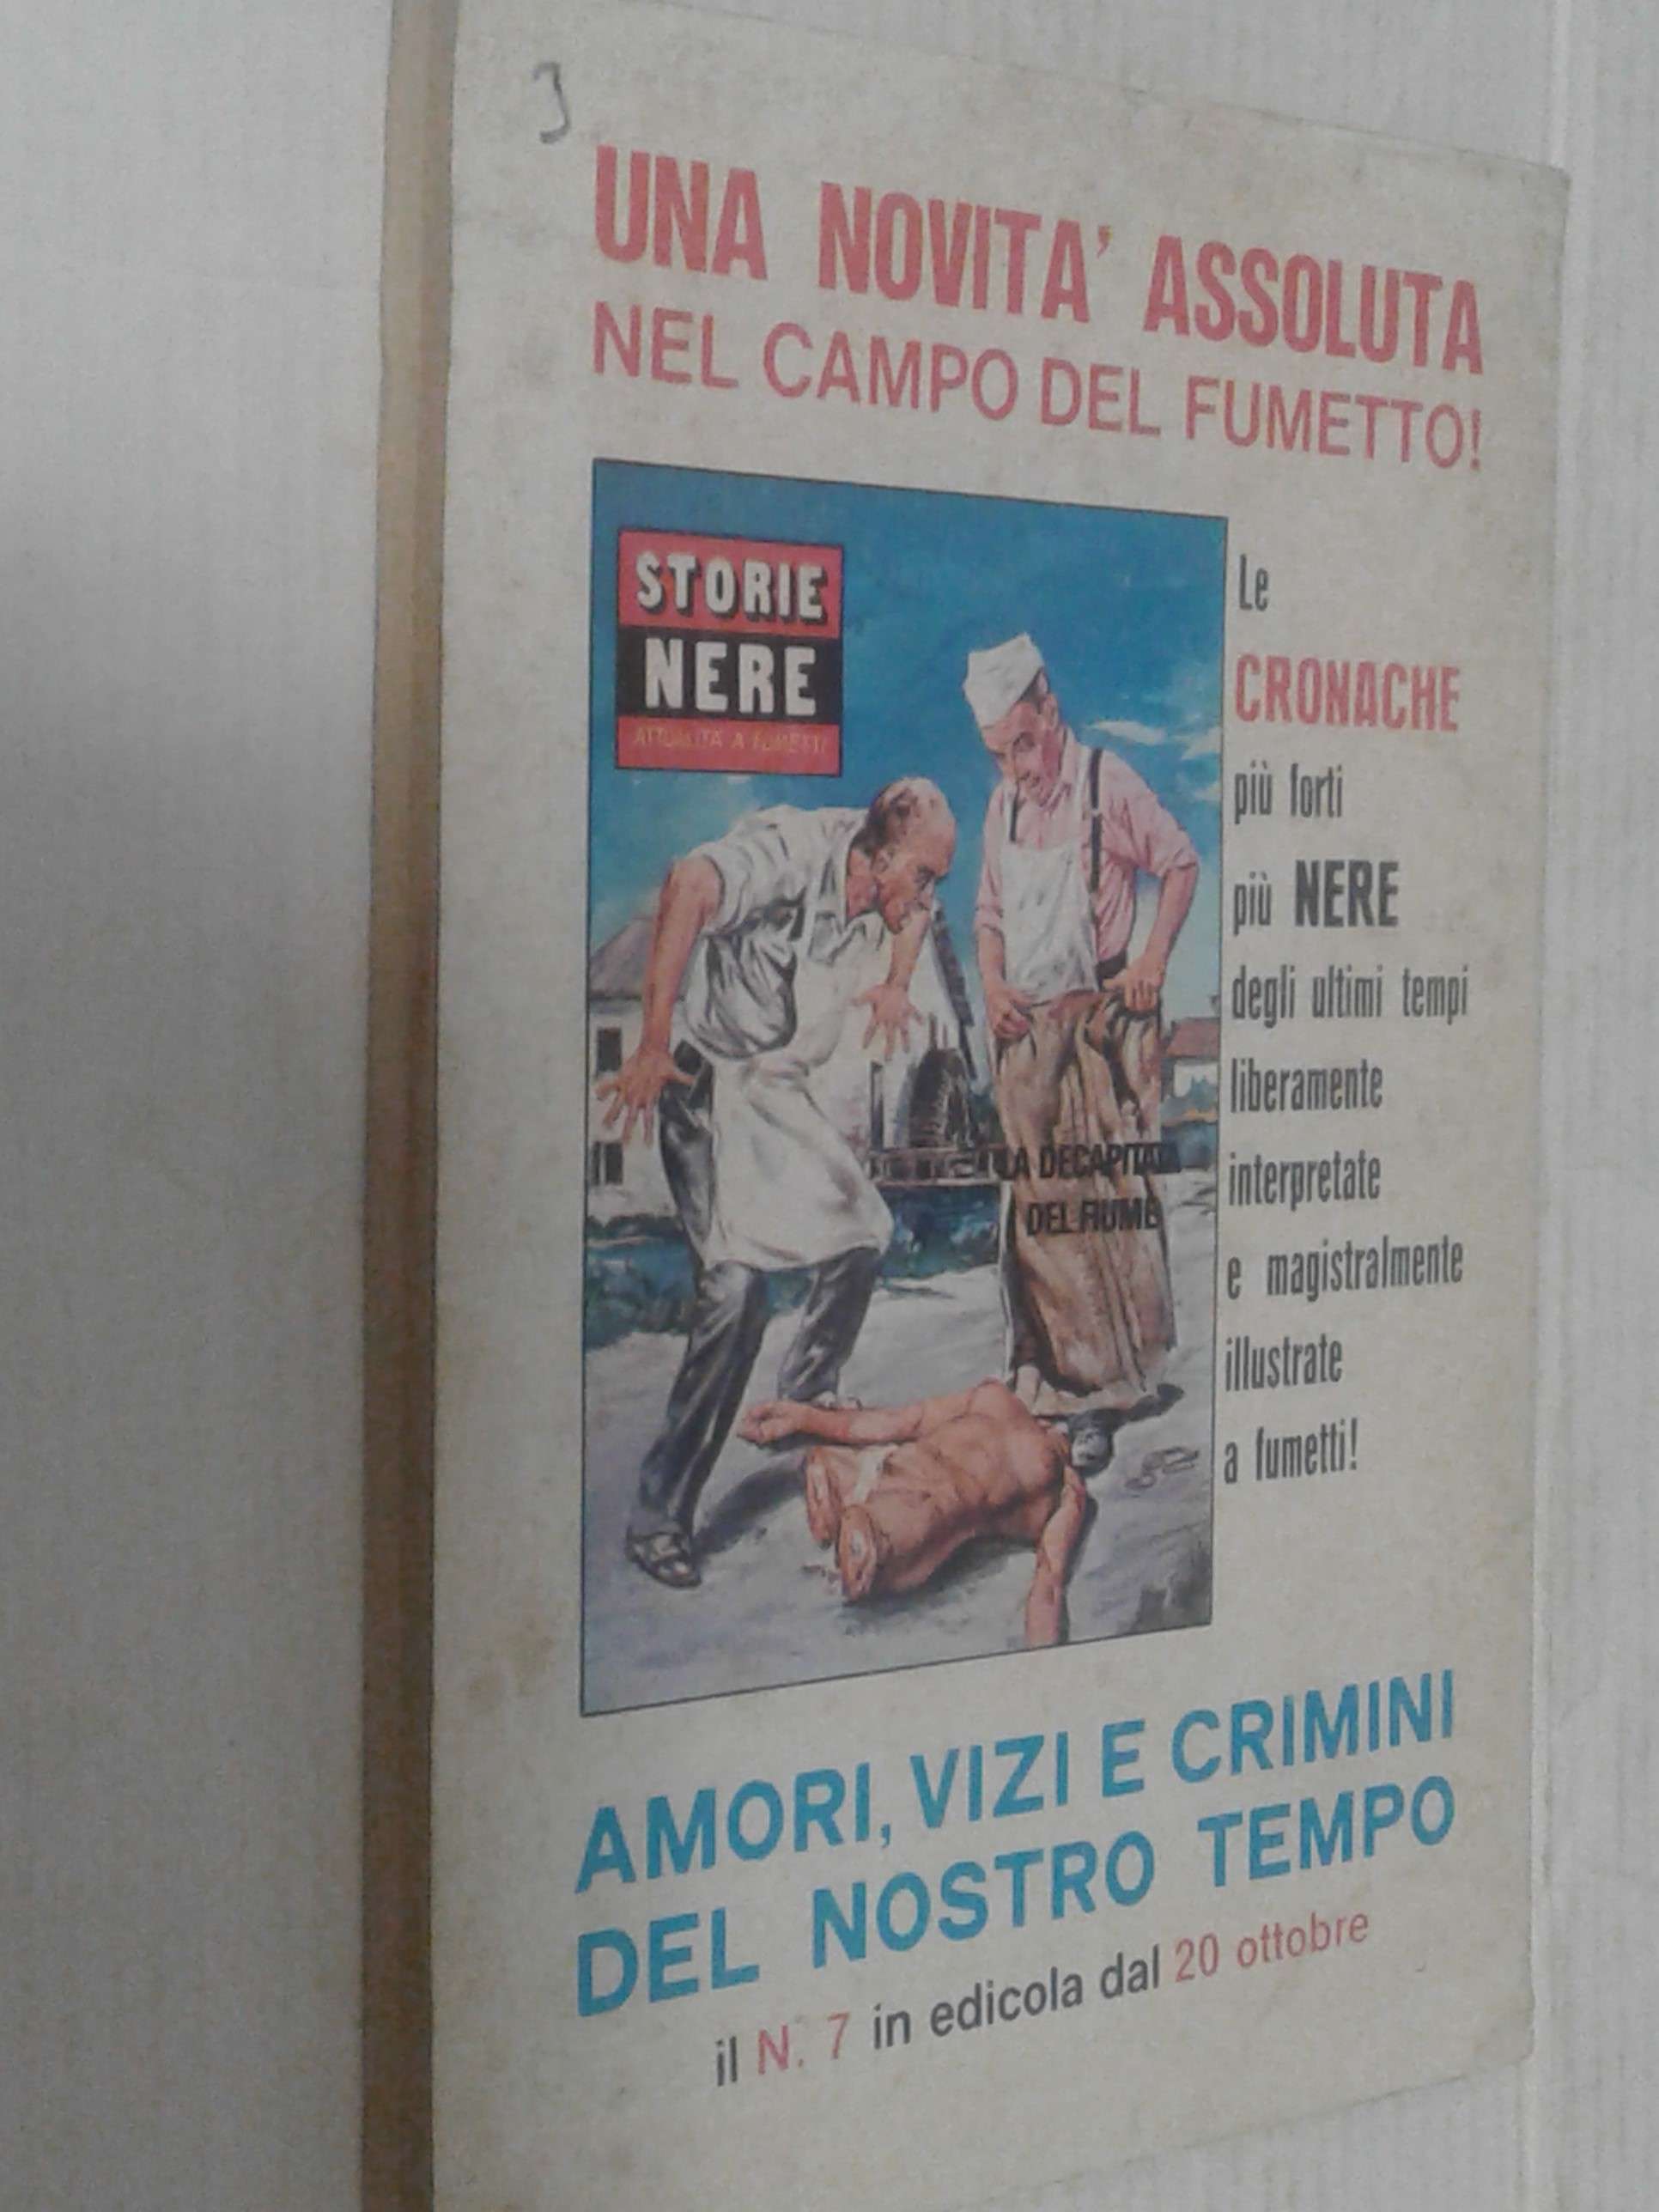 3
UNA NOVITA' ASSOLUTA
NEL CAMPO DEL FUMETTO!
STORIE
NERE
ATTUALITA' A FUMETTI
LA DECAPITATA
DEL FIUME
Le
CRONACHE
più forti
più NERE
degli ultimi tempi
liberamente
interpretate
e magistralmente
illustrate
a fumetti!
AMORI, VIZI E CRIMINI
DEL NOSTRO TEMPO
il N. 7 in edicola dal 20 ottobre